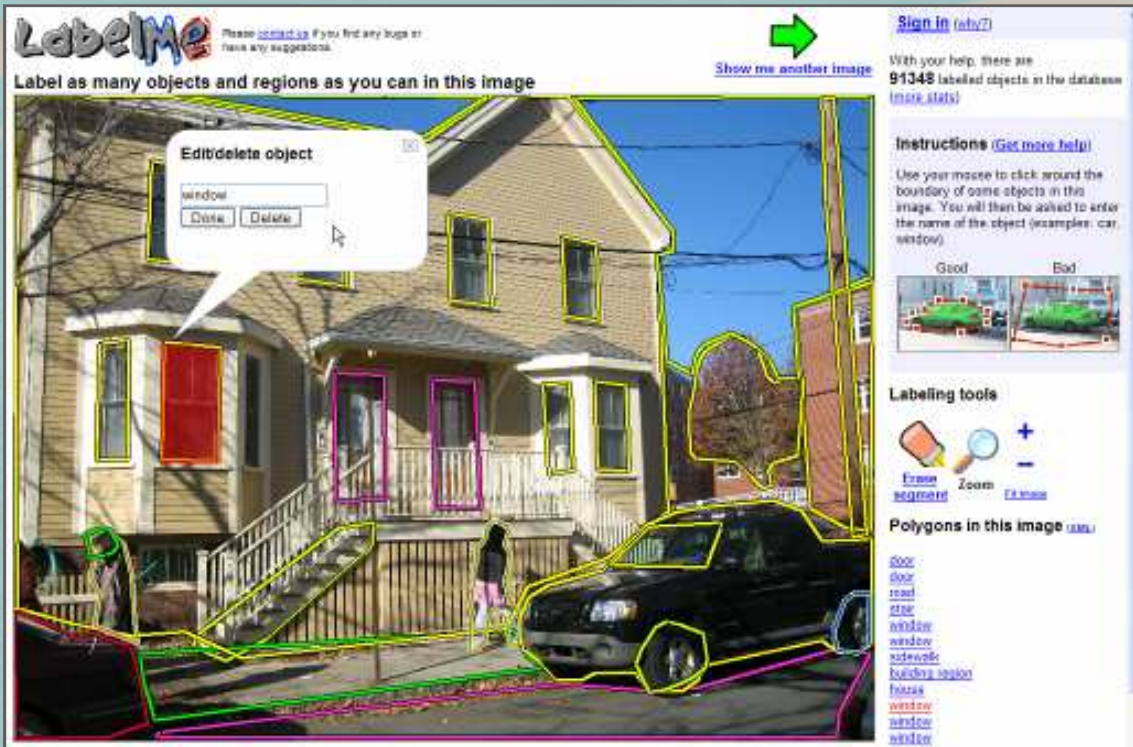 LabelMe
Please contact us if you find any bugs or
have any suggestions.
Label as many objects and regions as you can in this image
Show me another image
Sign in (why?)
With your help, there are
91348 labelled objects in the database
(more stats)
Instructions (Get more help)
Use your mouse to click around the
boundary of some objects in this
image. You will then be asked to enter
the name of the object (examples: car,
window).
Good Bad
Labeling tools
Erase
segment
Zoom
Fit image
Polygons in this image (XML)
door
door
road
stair
window
window
sidewalk
building region
house
window
window
window
Edit/delete object
window
Done Delete